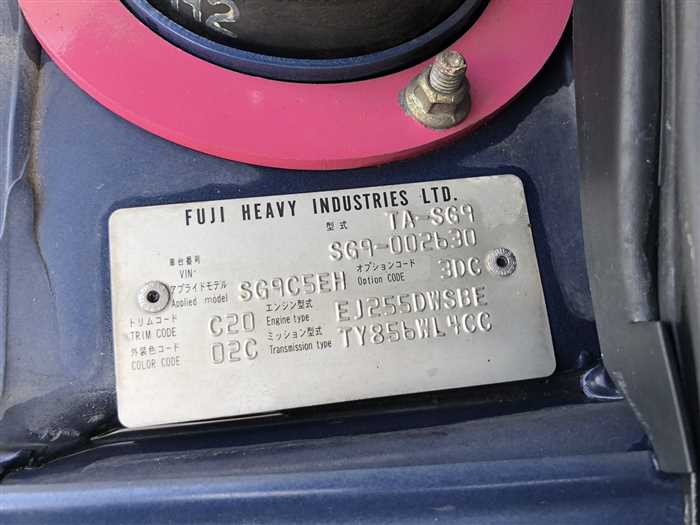 192
FUJI HEAVY INDUSTRIES LTD.
型式 TA-SG9
車台番号 VIN SG9-002630
アプライドモデル Applied model SG9C5EH オプションコード Option CODE 3DC
トリムコード TRIM CODE C20 エンジン型式 Engine type EJ255DWSBE
外装色コード COLOR CODE 02C ミッション型式 Transmission type TY856WL4CC